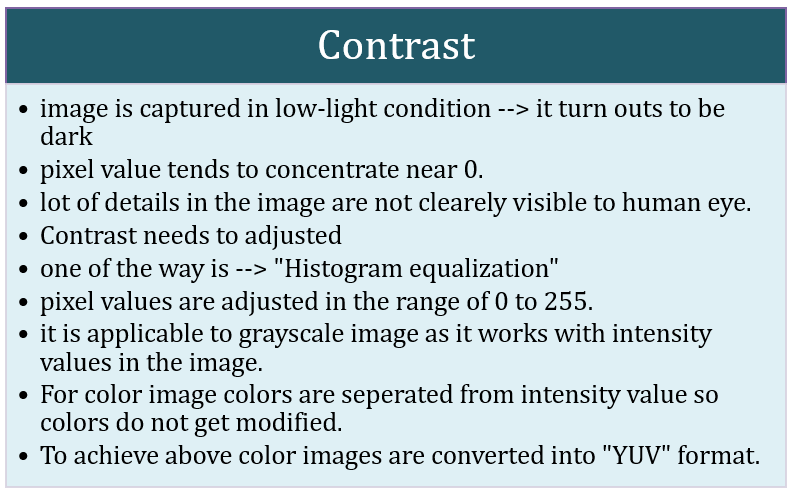 Contrast
• image is captured in low-light condition --> it turn outs to be
dark
• pixel value tends to concentrate near 0.
• lot of details in the image are not clearely visible to human eye.
• Contrast needs to adjusted
• one of the way is --> "Histogram equalization"
• pixel values are adjusted in the range of 0 to 255.
• it is applicable to grayscale image as it works with intensity
values in the image.
• For color image colors are seperated from intensity value so
colors do not get modified.
• To achieve above color images are converted into "YUV" format.